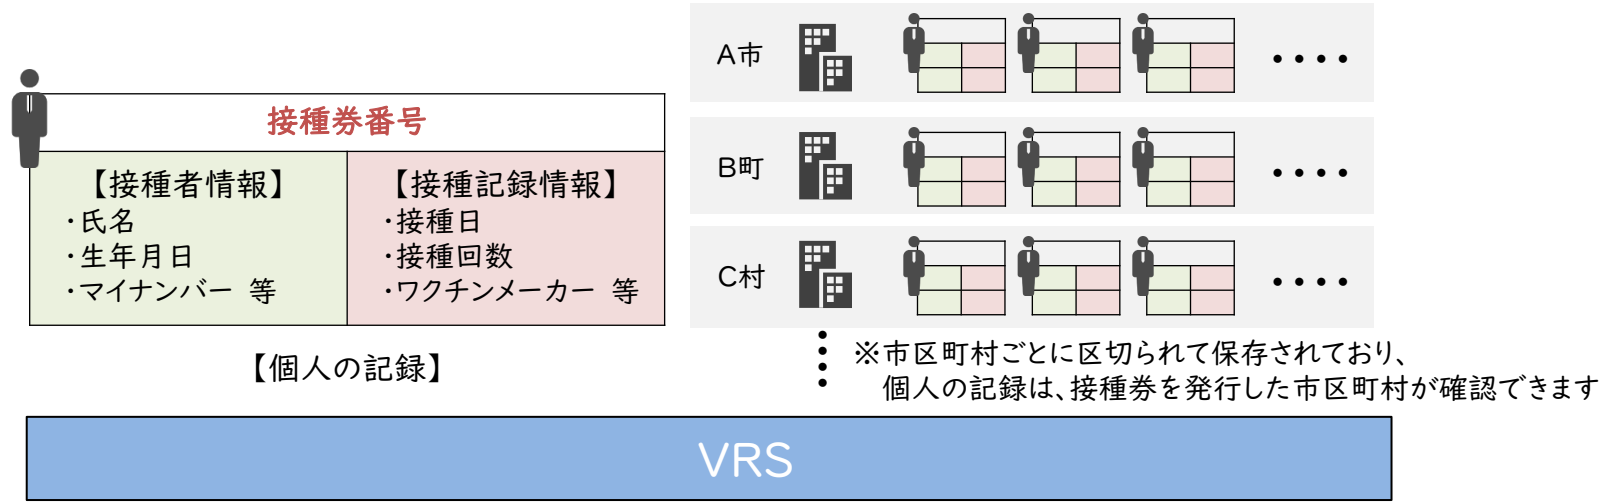 接種券番号
【接種者情報】
・氏名
・生年月日
・マイナンバー 等
【接種記録情報】
・接種日
・接種回数
・ワクチンメーカー 等
【個人の記録】
A市
・・・・
B町
・・・・
C村
・・・・
※市区町村ごとに区切られて保存されており、
個人の記録は、接種券を発行した市区町村が確認できます
VRS